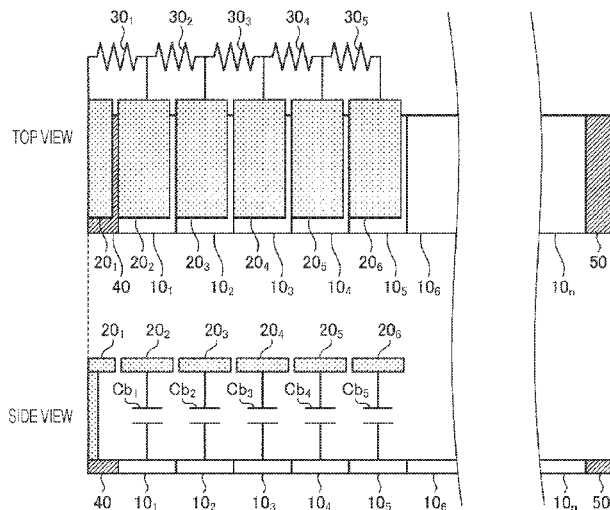 30₁ 30₂ 30₃ 30₄ 30₅
TOP VIEW
20₁ 20₂ 20₃ 20₄ 20₅ 20₆ 50
40 10₁ 10₂ 10₃ 10₄ 10₅ 10₆ 10ₙ
20₁ 20₂ 20₃ 20₄ 20₅ 20₆
Cb₁ Cb₂ Cb₃ Cb₄ Cb₅
SIDE VIEW
40 10₁ 10₂ 10₃ 10₄ 10₅ 10₆ 10ₙ 50